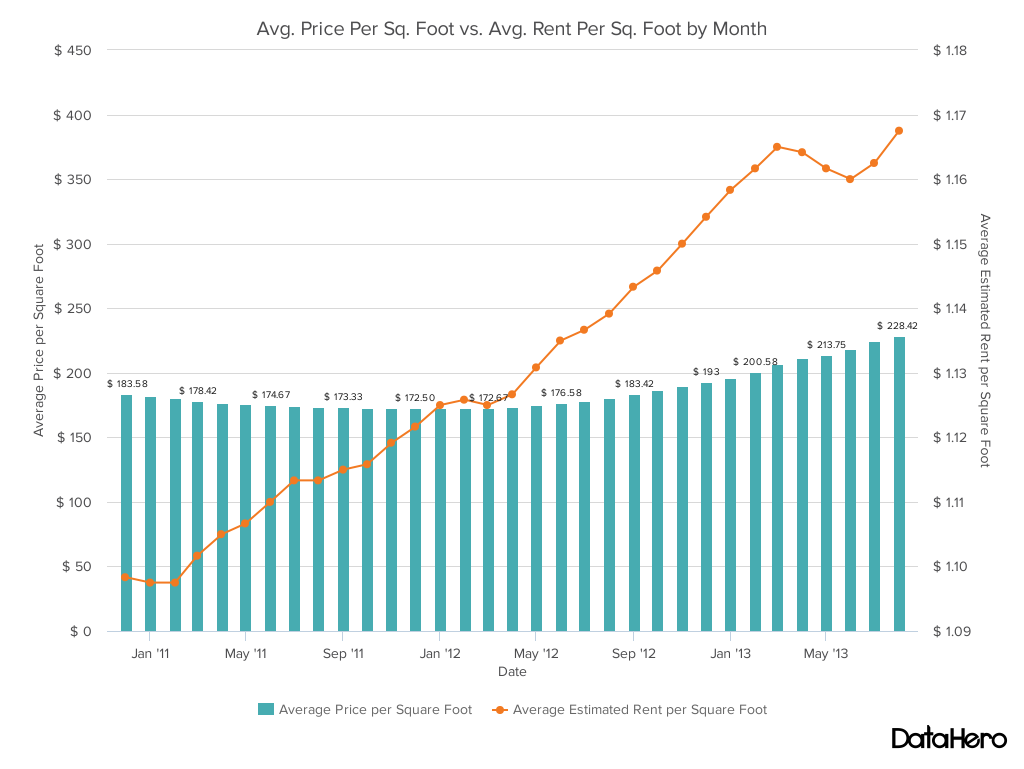 Avg. Price Per Sq. Foot vs. Avg. Rent Per Sq. Foot by Month
$ 450
$ 400
$ 350
$ 300
$ 250
$ 200
$ 150
$ 100
$ 50
$ 0
Average Price per Square Foot
$ 1.18
$ 1.17
$ 1.16
$ 1.15
$ 1.14
$ 1.13
$ 1.12
$ 1.11
$ 1.10
$ 1.09
Average Estimated Rent per Square Foot
$ 183.58
$ 178.42
$ 174.67
$ 173.33
$ 172.50
$ 172.67
$ 176.58
$ 183.42
$ 193
$ 200.58
$ 213.75
$ 228.42
Jan '11
May '11
Sep '11
Jan '12
May '12
Sep '12
Jan '13
May '13
Date
Average Price per Square Foot
Average Estimated Rent per Square Foot
DataHero